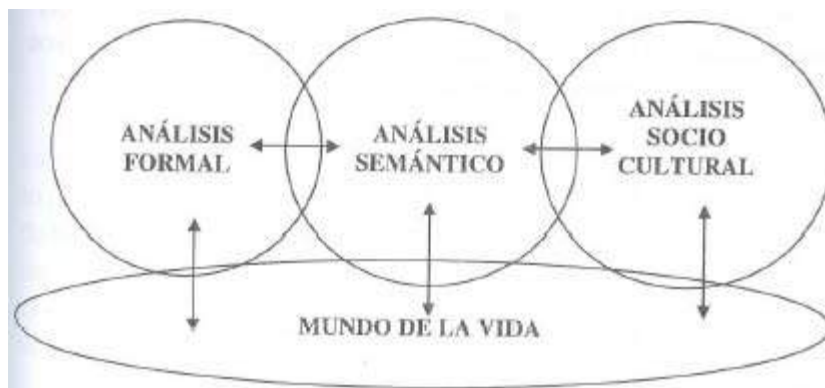 ANÁLISIS
FORMAL
ANÁLISIS
SEMÁNTICO
ANÁLISIS
SOCIO
CULTURAL
MUNDO DE LA VIDA